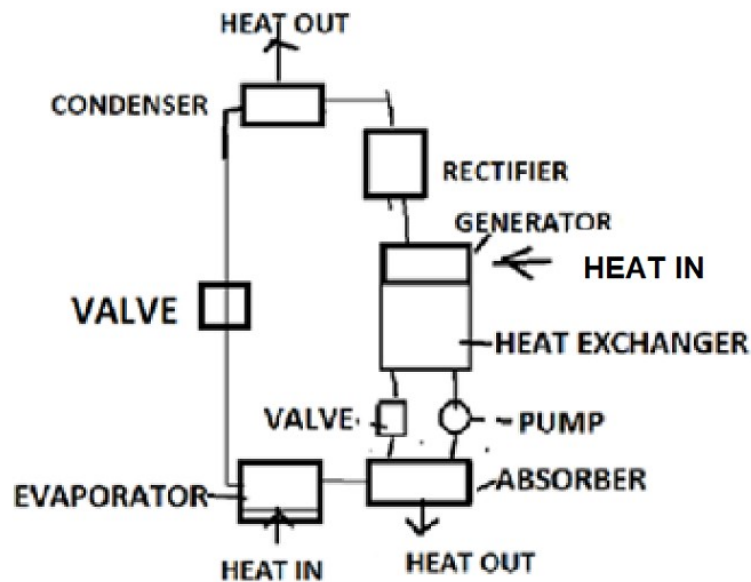 HEAT OUT
CONDENSER
RECTIFIER
GENERATOR
HEAT IN
VALVE
HEAT EXCHANGER
VALVE
PUMP
EVAPORATOR
ABSORBER
HEAT IN
HEAT OUT